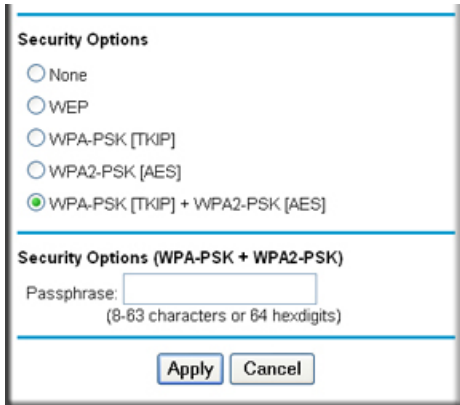 Security Options
None
WEP
WPA-PSK [TKIP]
WPA2-PSK [AES]
WPA-PSK [TKIP] + WPA2-PSK [AES]
Security Options (WPA-PSK + WPA2-PSK)
Passphrase:
(8-63 characters or 64 hexdigits)
Apply Cancel